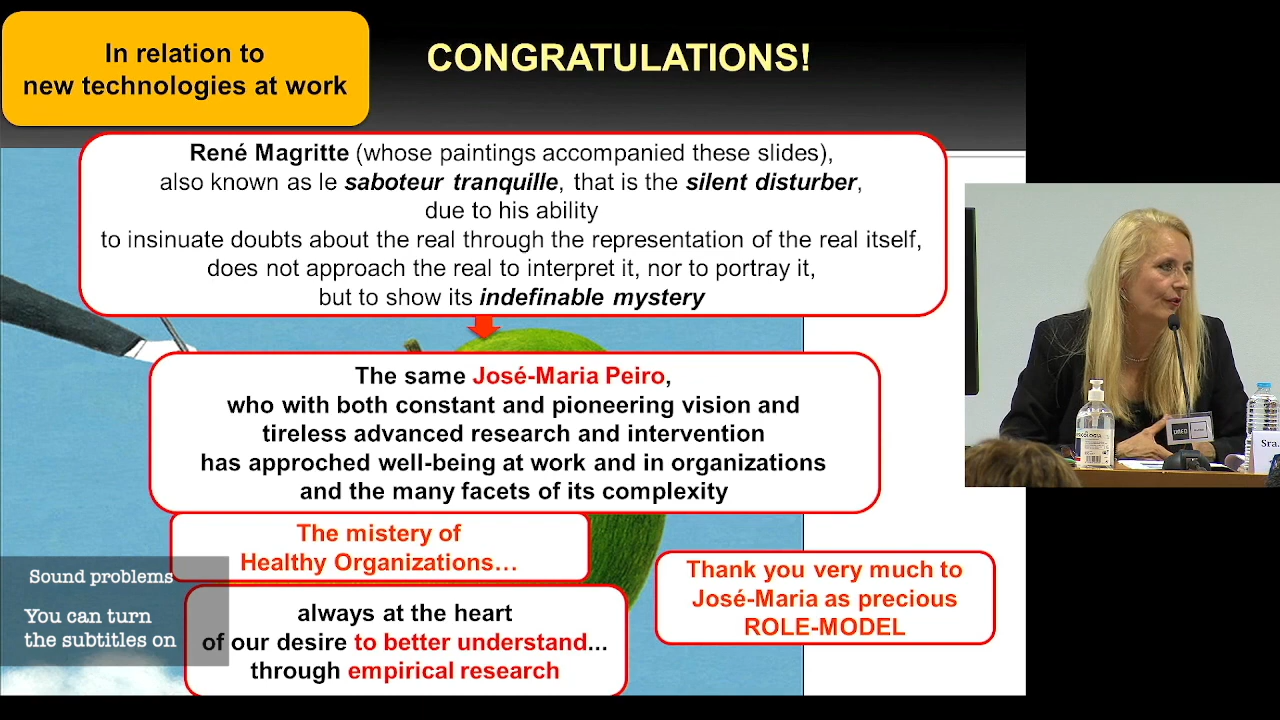 In relation to
new technologies at work
CONGRATULATIONS!
René Magritte (whose paintings accompanied these slides),
also known as le saboteur tranquille, that is the silent disturber,
due to his ability
to insinuate doubts about the real through the representation of the real itself,
does not approach the real to interpret it, nor to portray it,
but to show its indefinable mystery
The same José-Maria Peiro,
who with both constant and pioneering vision and
tireless advanced research and intervention
has approched well-being at work and in organizations
and the many facets of its complexity
The mistery of
Healthy Organizations…
always at the heart
of our desire to better understand...
through empirical research
Thank you very much to
José-Maria as precious
ROLE-MODEL
Sound problems
You can turn
the subtitles on
Sra.